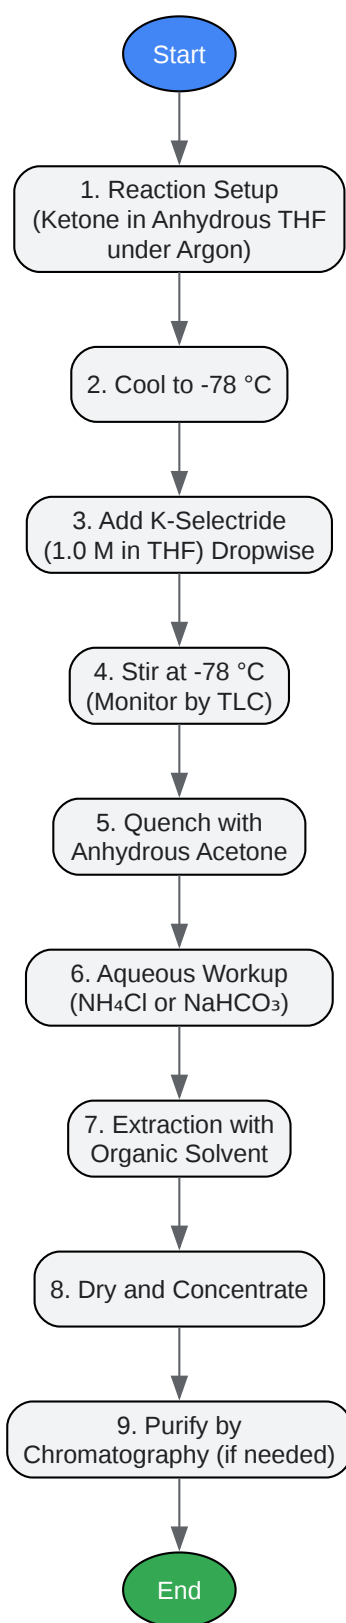 Start
1. Reaction Setup
(Ketone in Anhydrous THF
under Argon)
2. Cool to -78 °C
3. Add K-Selectride
(1.0 M in THF) Dropwise
4. Stir at -78 °C
(Monitor by TLC)
5. Quench with
Anhydrous Acetone
6. Aqueous Workup
(NH₄Cl or NaHCO₃)
7. Extraction with
Organic Solvent
8. Dry and Concentrate
9. Purify by
Chromatography (if needed)
End